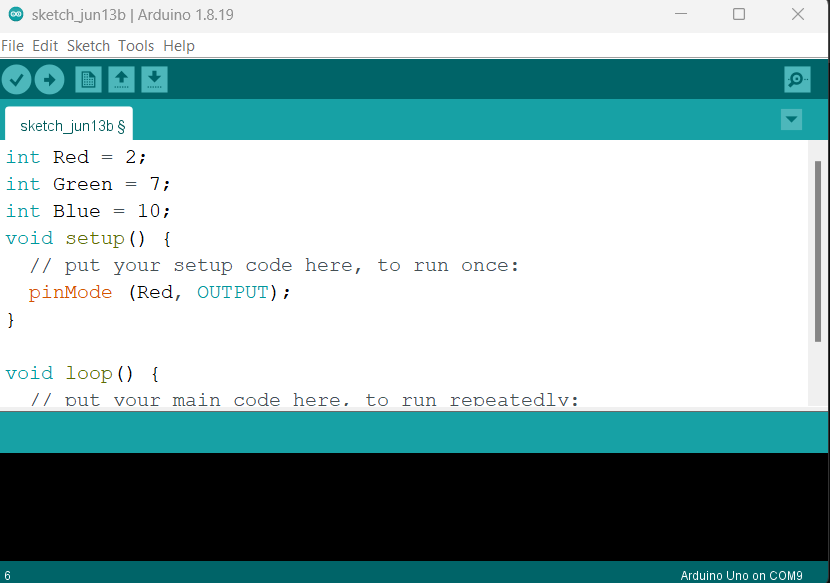 sketch_jun13b | Arduino 1.8.19
File Edit Sketch Tools Help
sketch_jun13b §
int Red = 2;
int Green = 7;
int Blue = 10;
void setup() {
  // put your setup code here, to run once:
  pinMode (Red, OUTPUT);
}
void loop() {
  // put your main code here, to run repeatedly:
6
Arduino Uno on COM9